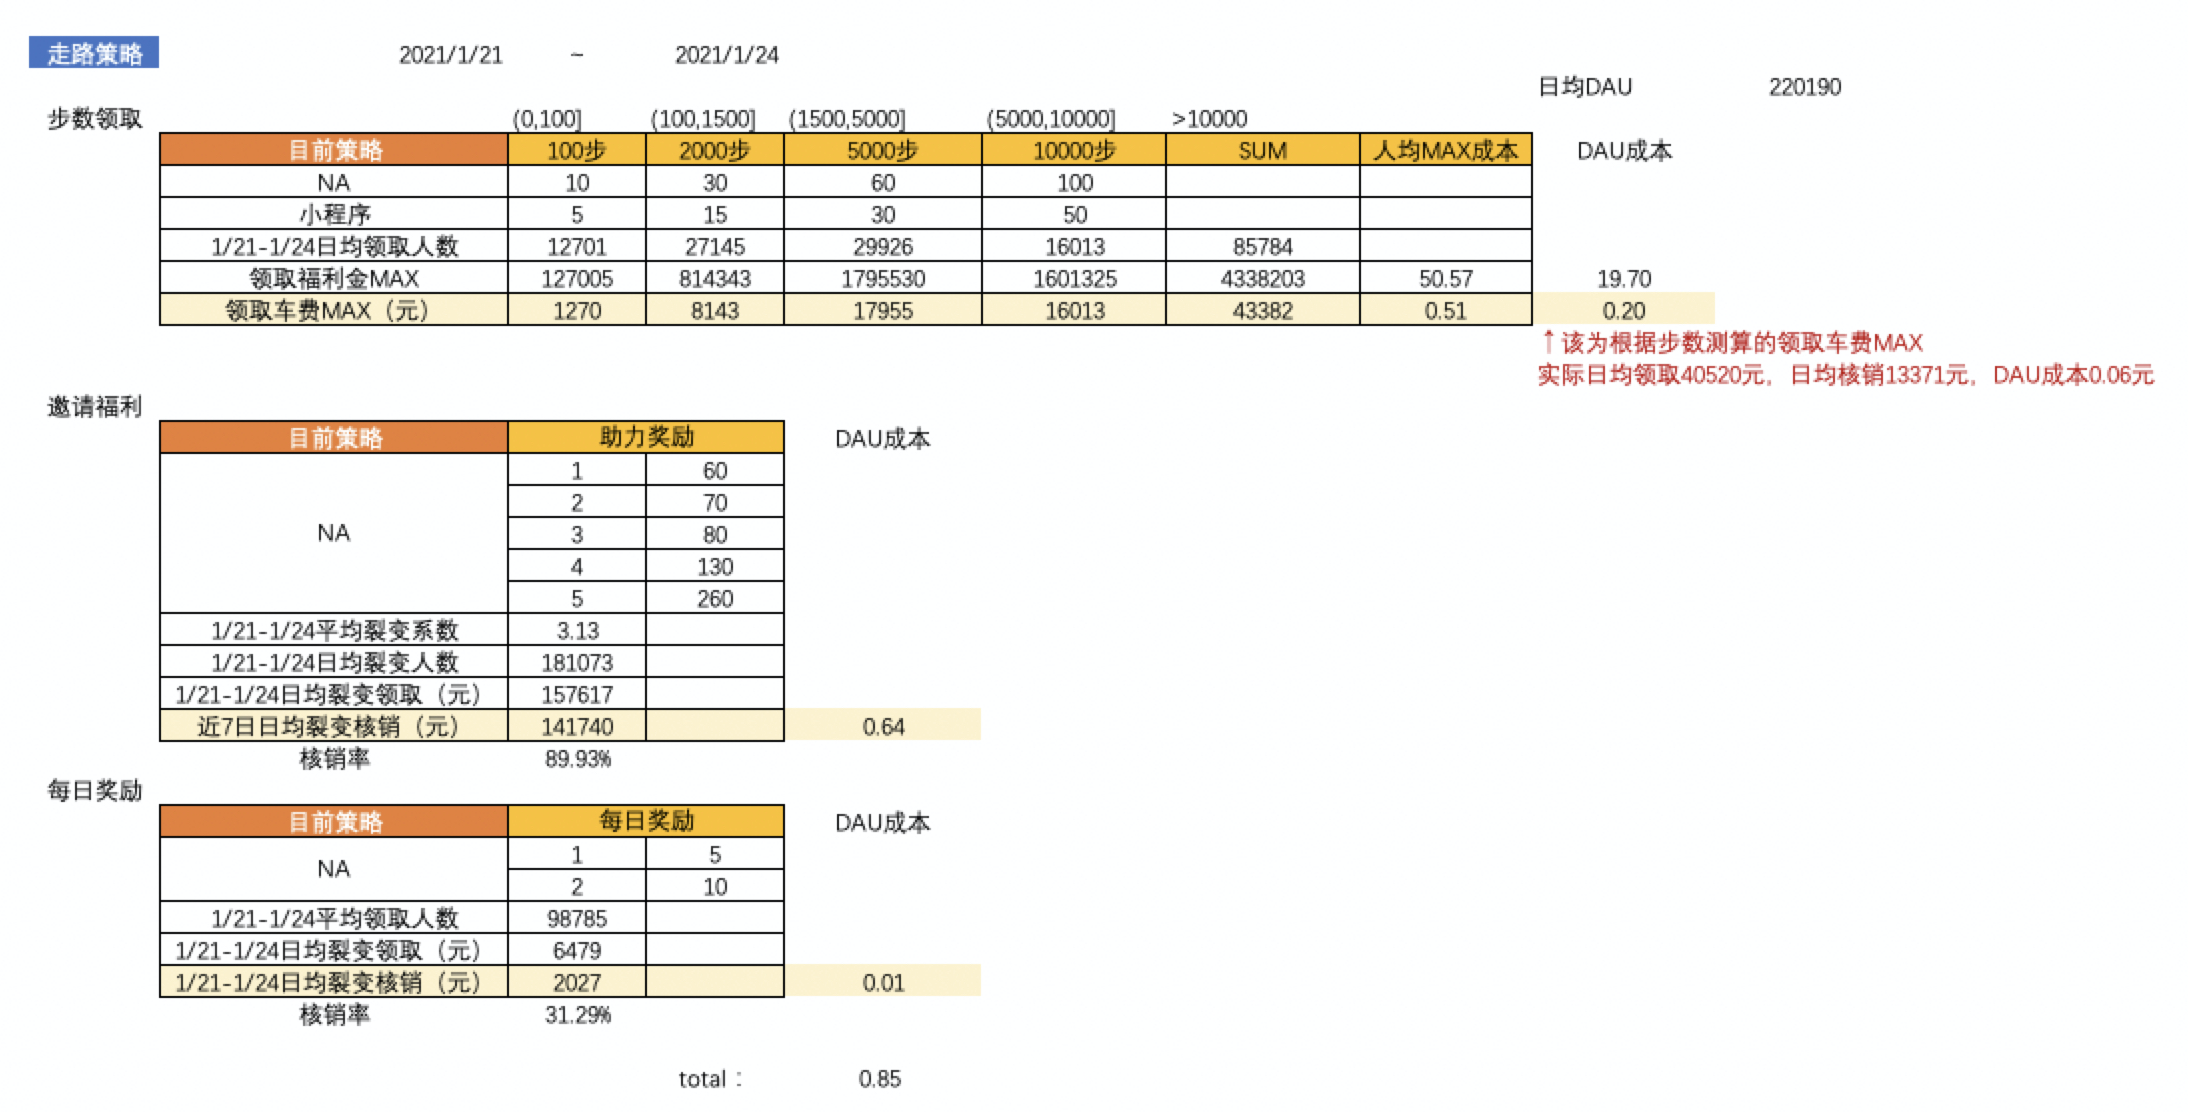 走路策略 2021/1/21 ~ 2021/1/24
日均DAU 220190
步数领取 (0,100] (100,1500] (1500,5000] (5000,10000] >10000
目前策略 100步 2000步 5000步 10000步 SUM 人均MAX成本 DAU成本
NA 10 30 60 100
小程序 5 15 30 50
1/21-1/24日均领取人数 12701 27145 29926 16013 85784
领取福利金MAX 127005 814343 1795530 1601325 4338203 50.57 19.70
领取车费MAX（元） 1270 8143 17955 16013 43382 0.51 0.20
↑该为根据步数测算的领取车费MAX
实际日均领取40520元，日均核销13371元，DAU成本0.06元
邀请福利
目前策略 助力奖励 DAU成本
1 60
2 70
NA 3 80
4 130
5 260
1/21-1/24平均裂变系数 3.13
1/21-1/24日均裂变人数 181073
1/21-1/24日均裂变领取（元） 157617
近7日日均裂变核销（元） 141740 0.64
核销率 89.93%
每日奖励
目前策略 每日奖励 DAU成本
NA 1 5
2 10
1/21-1/24平均领取人数 98785
1/21-1/24日均裂变领取（元） 6479
1/21-1/24日均裂变核销（元） 2027 0.01
核销率 31.29%
total： 0.85